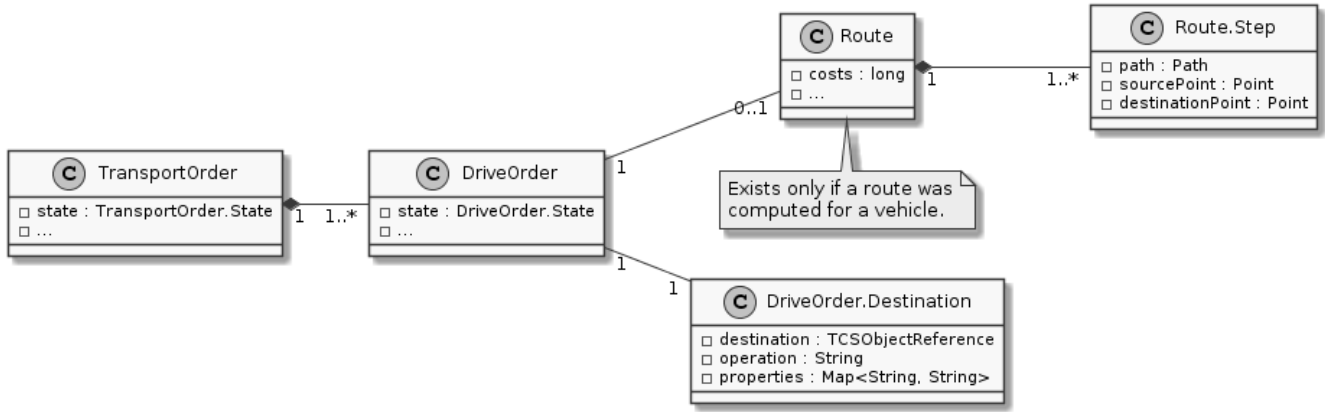 C Route
costs : long
...
C Route.Step
path : Path
sourcePoint : Point
destinationPoint : Point
1
1..*
0..1
1
Exists only if a route was
computed for a vehicle.
C TransportOrder
state : TransportOrder.State
...
1
1..*
C DriveOrder
state : DriveOrder.State
...
1
1
C DriveOrder.Destination
destination : TCSObjectReference
operation : String
properties : Map<String, String>